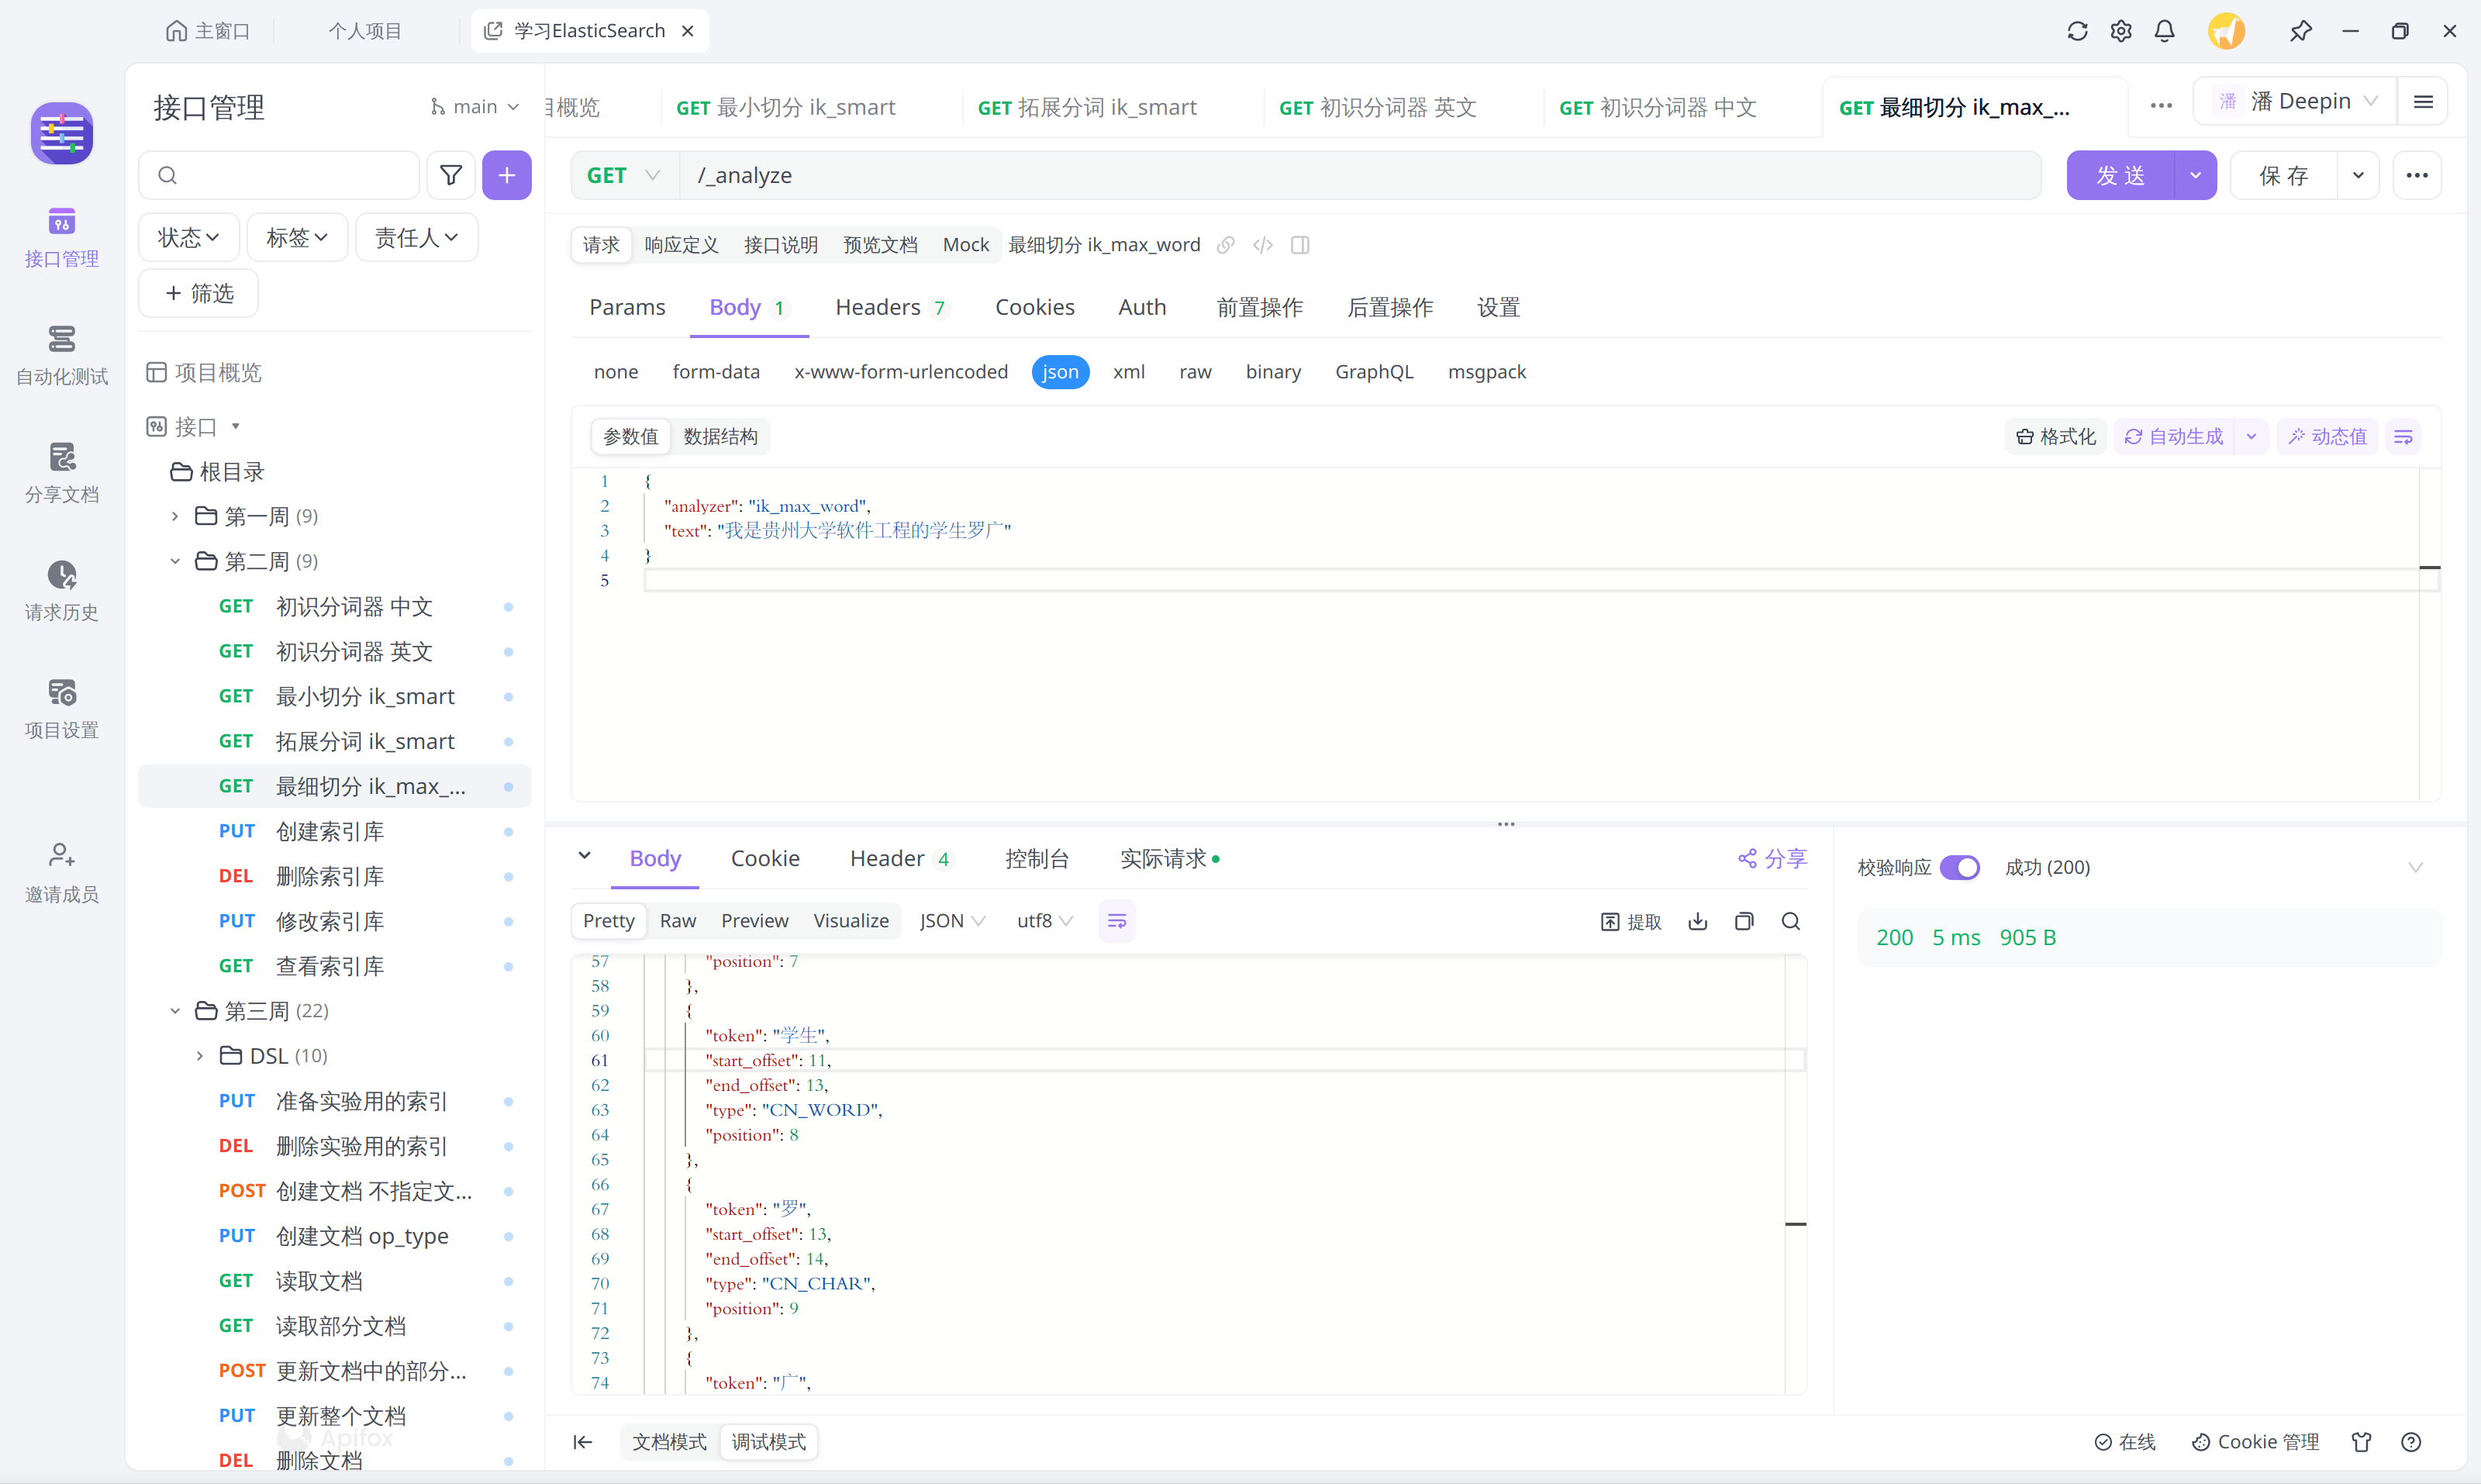 主窗口
个人项目
学习ElasticSearch
接口管理
自动化测试
分享文档
请求历史
项目设置
邀请成员
接口管理
main
状态
标签
责任人
筛选
项目概览
接口
根目录
第一周 (9)
第二周 (9)
GET 初识分词器 中文
GET 初识分词器 英文
GET 最小切分 ik_smart
GET 拓展分词 ik_smart
GET 最细切分 ik_max_...
PUT 创建索引库
DEL 删除索引库
PUT 修改索引库
GET 查看索引库
第三周 (22)
DSL (10)
PUT 准备实验用的索引
DEL 删除实验用的索引
POST 创建文档 不指定文...
PUT 创建文档 op_type
GET 读取文档
GET 读取部分文档
POST 更新文档中的部分...
PUT 更新整个文档
Apifox
DEL 删除文档
目概览
GET 最小切分 ik_smart
GET 拓展分词 ik_smart
GET 初识分词器 英文
GET 初识分词器 中文
GET 最细切分 ik_max_...
潘 潘 Deepin
GET /_analyze
发 送
保 存
请求 响应定义 接口说明 预览文档 Mock 最细切分 ik_max_word
Params Body 1 Headers 7 Cookies Auth 前置操作 后置操作 设置
none form-data x-www-form-urlencoded json xml raw binary GraphQL msgpack
参数值 数据结构
格式化 自动生成 动态值
1 {
2 "analyzer": "ik_max_word",
3 "text": "我是贵州大学软件工程的学生罗广"
4 }
5
Body Cookie Header 4 控制台 实际请求
分享
Pretty Raw Preview Visualize JSON utf8
提取
57 "position": 7
58 },
59 {
60 "token": "学生",
61 "start_offset": 11,
62 "end_offset": 13,
63 "type": "CN_WORD",
64 "position": 8
65 },
66 {
67 "token": "罗",
68 "start_offset": 13,
69 "end_offset": 14,
70 "type": "CN_CHAR",
71 "position": 9
72 },
73 {
74 "token": "广",
校验响应 成功 (200)
200 5 ms 905 B
文档模式 调试模式
在线 Cookie 管理